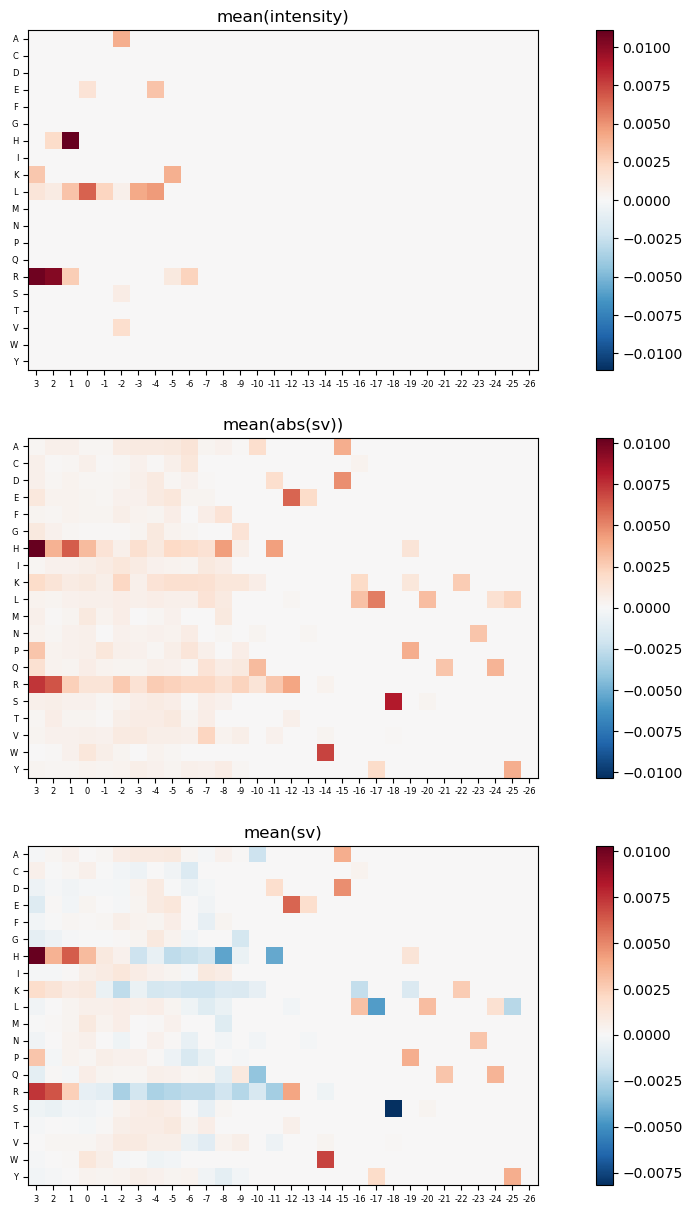 mean(intensity)
A
C
D
E
F
G
H
I
K
L
M
N
P
Q
R
S
T
V
W
Y
3 2 1 0 -1 -2 -3 -4 -5 -6 -7 -8 -9 -10 -11 -12 -13 -14 -15 -16 -17 -18 -19 -20 -21 -22 -23 -24 -25 -26
0.0100
0.0075
0.0050
0.0025
0.0000
−0.0025
−0.0050
−0.0075
−0.0100
mean(abs(sv))
A
C
D
E
F
G
H
I
K
L
M
N
P
Q
R
S
T
V
W
Y
3 2 1 0 -1 -2 -3 -4 -5 -6 -7 -8 -9 -10 -11 -12 -13 -14 -15 -16 -17 -18 -19 -20 -21 -22 -23 -24 -25 -26
0.0100
0.0075
0.0050
0.0025
0.0000
−0.0025
−0.0050
−0.0075
−0.0100
mean(sv)
A
C
D
E
F
G
H
I
K
L
M
N
P
Q
R
S
T
V
W
Y
3 2 1 0 -1 -2 -3 -4 -5 -6 -7 -8 -9 -10 -11 -12 -13 -14 -15 -16 -17 -18 -19 -20 -21 -22 -23 -24 -25 -26
0.0100
0.0075
0.0050
0.0025
0.0000
−0.0025
−0.0050
−0.0075